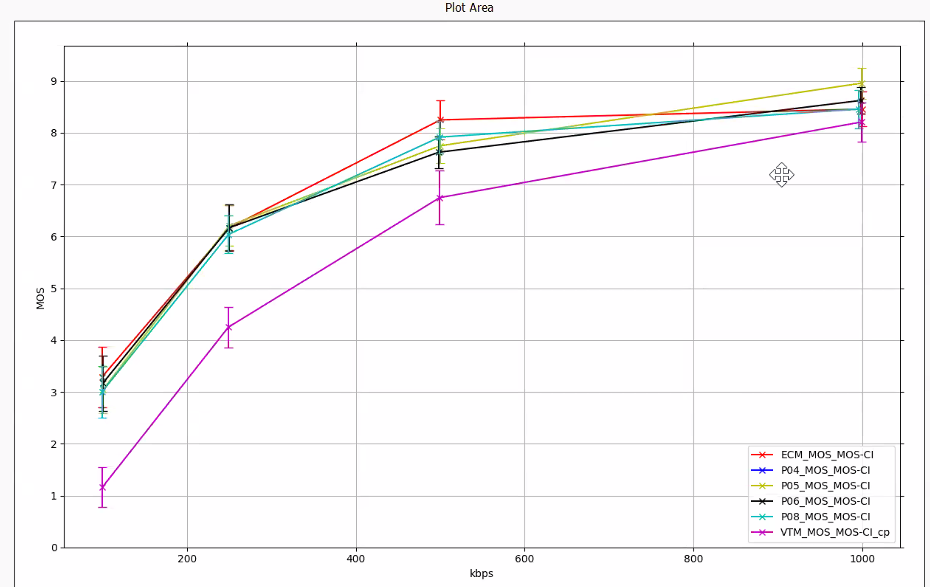 Plot Area
9
8
7
6
5
4
3
2
1
0
MOS
200
400
600
800
1000
kbps
ECM_MOS_MOS-CI
P04_MOS_MOS-CI
P05_MOS_MOS-CI
P06_MOS_MOS-CI
P08_MOS_MOS-CI
VTM_MOS_MOS-CI_cp